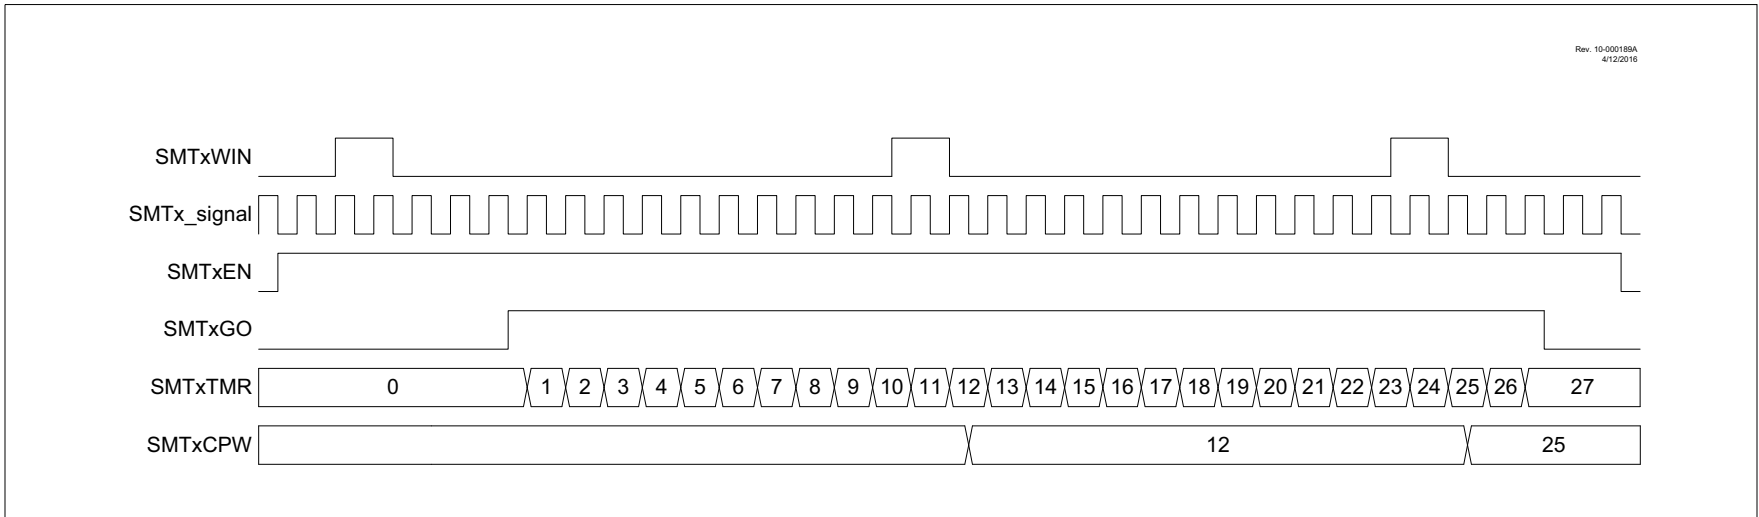 Rev. 10-000189A
4/12/2016
SMTxWIN
SMTx_signal
SMTxEN
SMTxGO
SMTxTMR 0 1 2 3 4 5 6 7 8 9 10 11 12 13 14 15 16 17 18 19 20 21 22 23 24 25 26 27
SMTxCPW 12 25